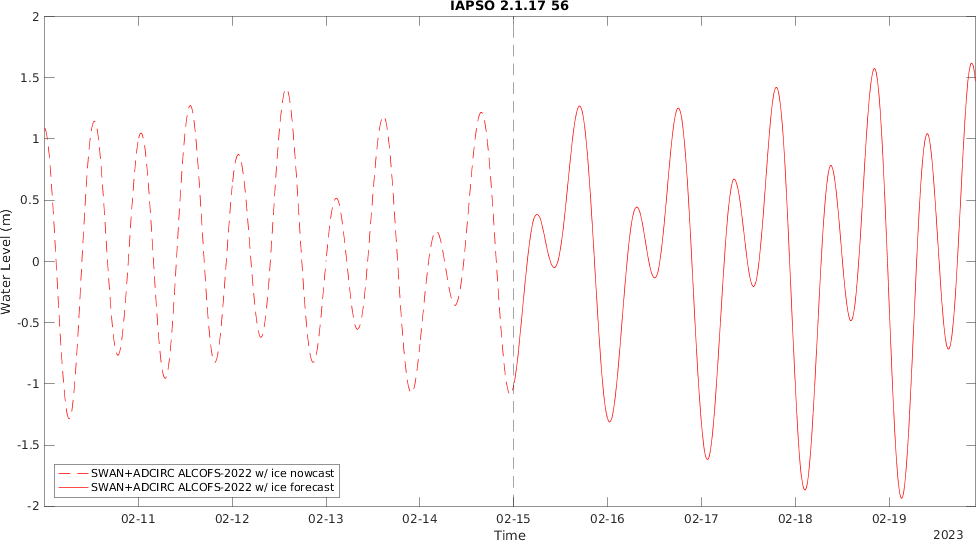 IAPSO 2.1.17 56
2
1.5
1
0.5
0
-0.5
-1
-1.5
-2
Water Level (m)
SWAN+ADCIRC ALCOFS-2022 w/ ice nowcast
SWAN+ADCIRC ALCOFS-2022 w/ ice forecast
02-11 02-12 02-13 02-14 02-15 02-16 02-17 02-18 02-19
Time
2023